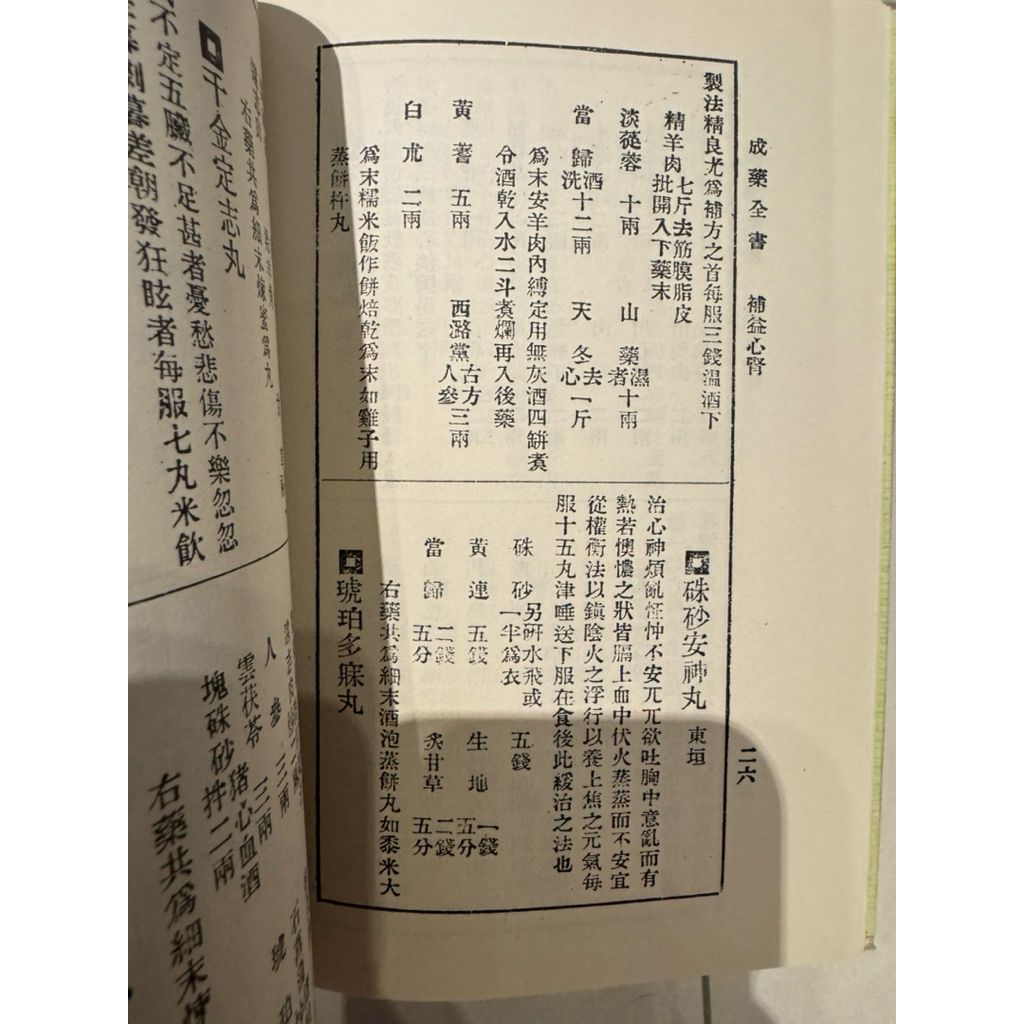 成藥全書　補益心腎
二六
製法精良尤爲補方之首每服三錢溫酒下
精羊肉 七斤去筋膜脂皮批開入下藥末
淡蓯蓉 十兩　山藥 濕者十兩
當歸 酒洗十二兩　天冬 去心一斤
爲末安羊肉內縛定用無灰酒四缾煑
令酒乾入水二斗煑爛再入後藥
黃蓍 五兩　西潞黨 古方人參三兩
白朮 二兩
爲末糯米飯作餅焙乾爲末如雞子用
蒸餅杵丸
硃砂安神丸 東垣
治心神煩亂怔忡不安兀兀欲吐胸中意亂而有
熱若懊憹之狀皆膈上血中伏火蒸蒸而不安宜
從權衡法以鎭陰火之浮行以養上焦之元氣每
服十五丸津唾送下服在食後此緩治之法也
硃砂 另硏水飛或一半爲衣 五錢
黃連 五錢　生地 一錢五分
當歸 二錢五分　炙甘草 二錢五分
右藥共爲細末酒泡蒸餅丸如黍米大
琥珀多寐丸
右藥共爲細末煉蜜爲丸
千金定志丸
不定五臟不足甚者憂愁悲傷不樂忽忽
朝發狂眩者每服七丸米飲
人參 三兩
雲茯苓 三兩
猪心血酒
塊硃砂 二兩
右藥共爲細末